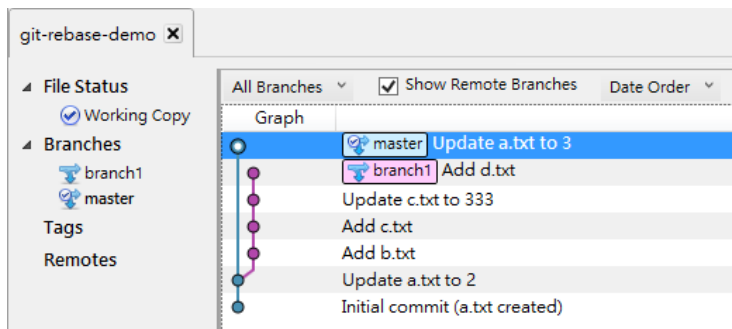 git-rebase-demo
File Status
Working Copy
Branches
branch1
master
Tags
Remotes
All Branches Show Remote Branches Date Order
Graph
master Update a.txt to 3
branch1 Add d.txt
Update c.txt to 333
Add c.txt
Add b.txt
Update a.txt to 2
Initial commit (a.txt created)